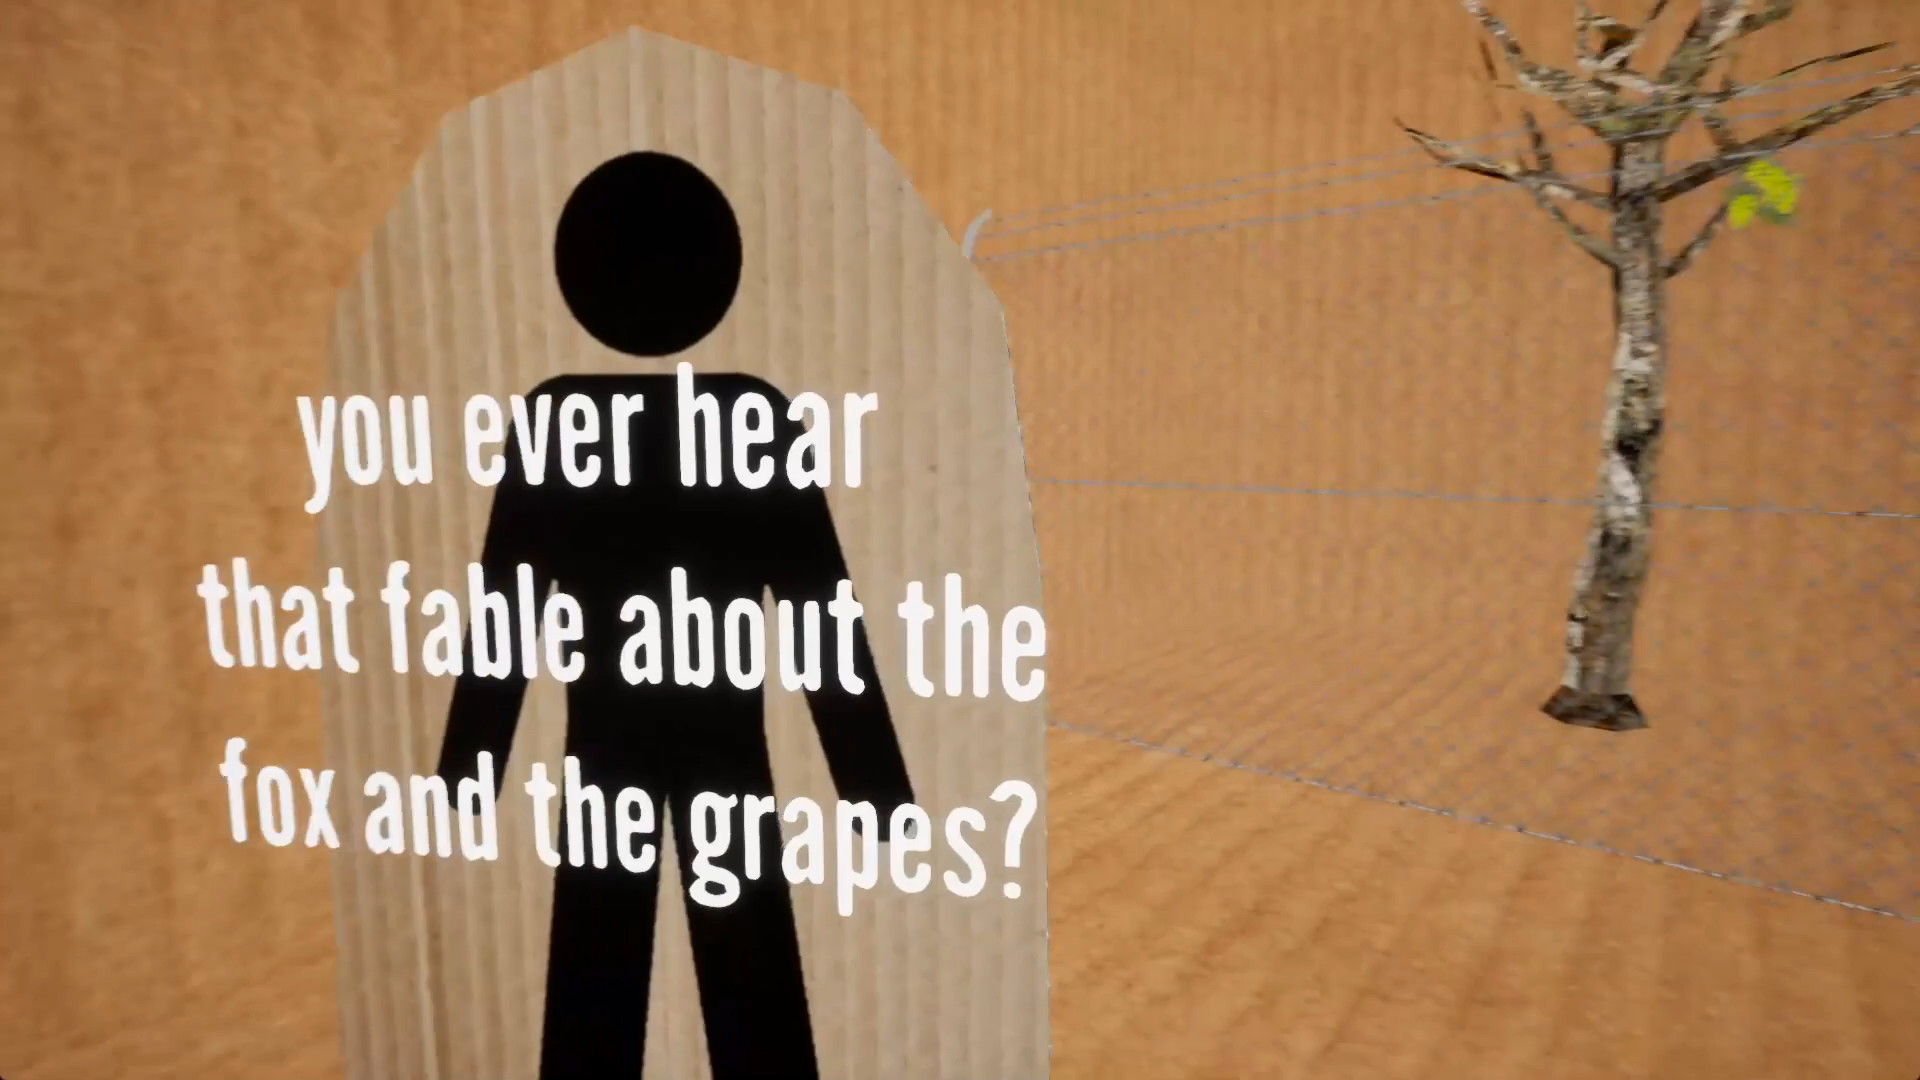 you ever hear
that fable about the
fox and the grapes?